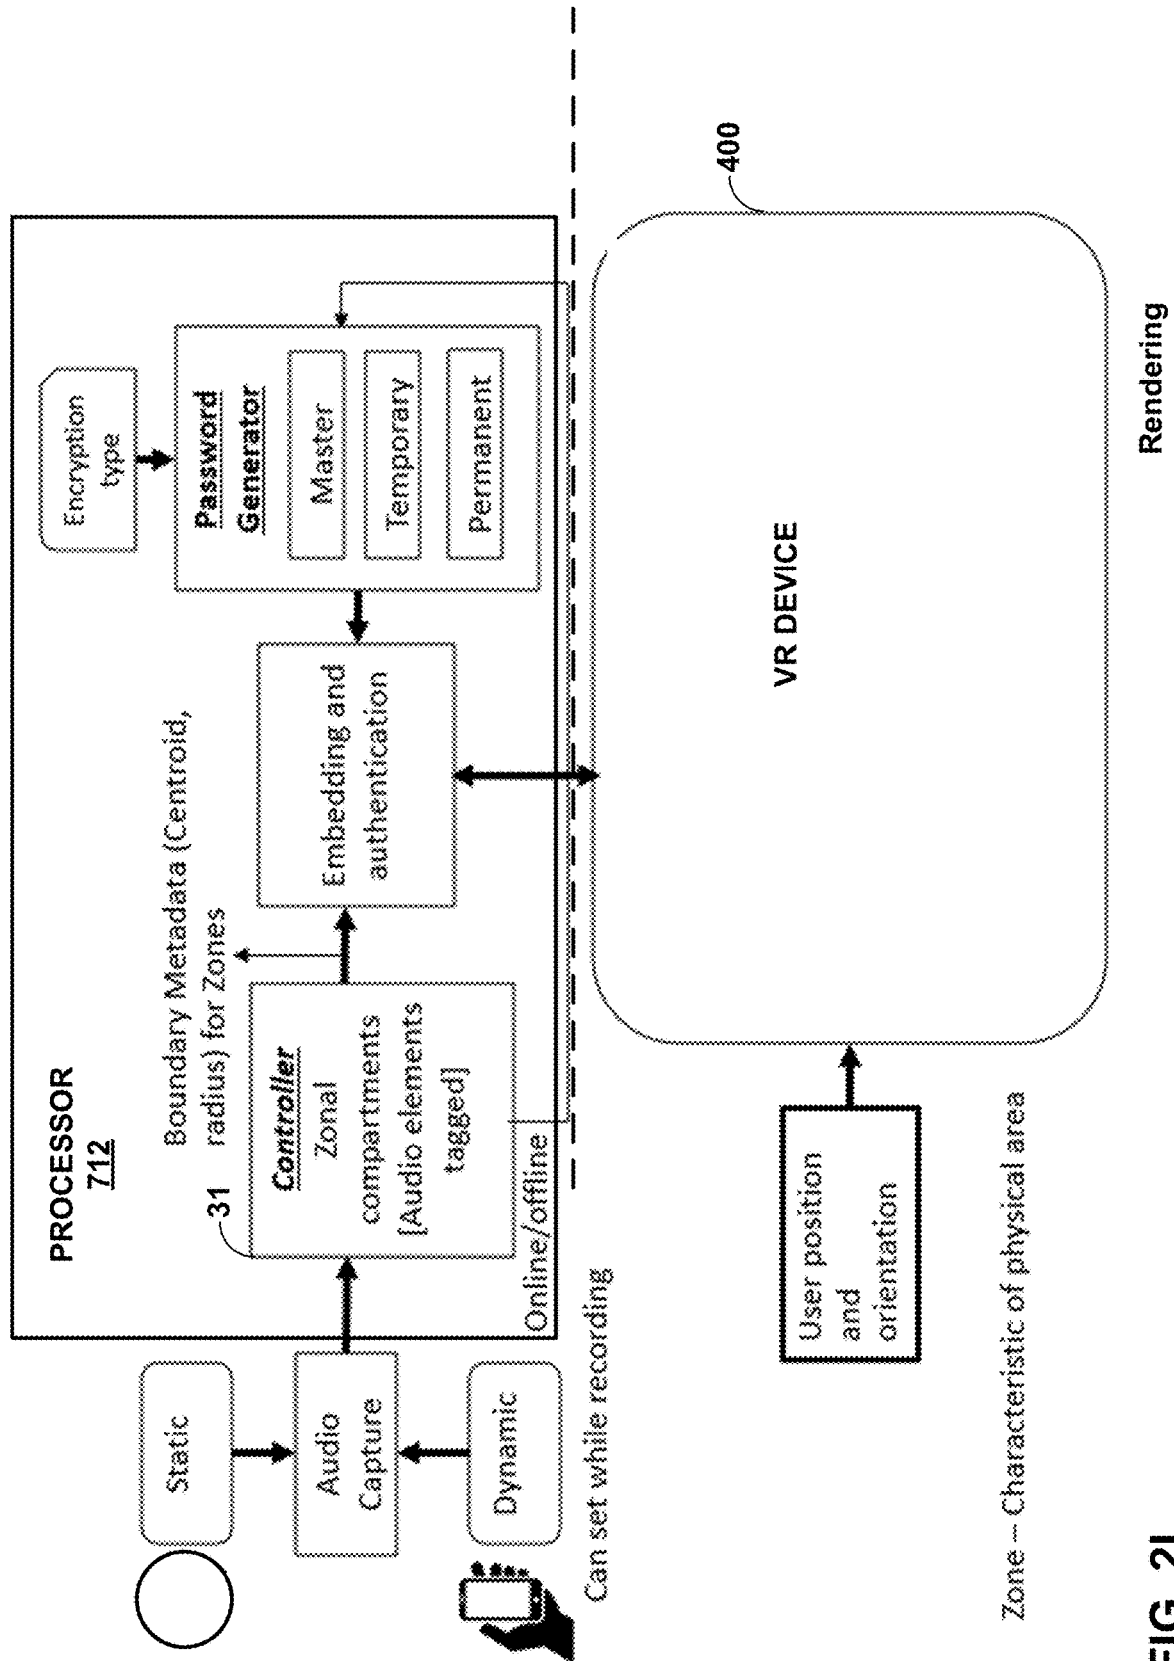 PROCESSOR
712
Encryption
type
Password
Generator
Master
Temporary
Permanent
Boundary Metadata (Centroid,
radius) for Zones
31
Controller
Zonal
compartments
[Audio elements
tagged]
Embedding and
authentication
Static
Audio
Capture
Dynamic
Online/offline
Can set while recording
400
VR DEVICE
User position
and
orientation
Zone – Characteristic of physical area
Rendering
FIG.